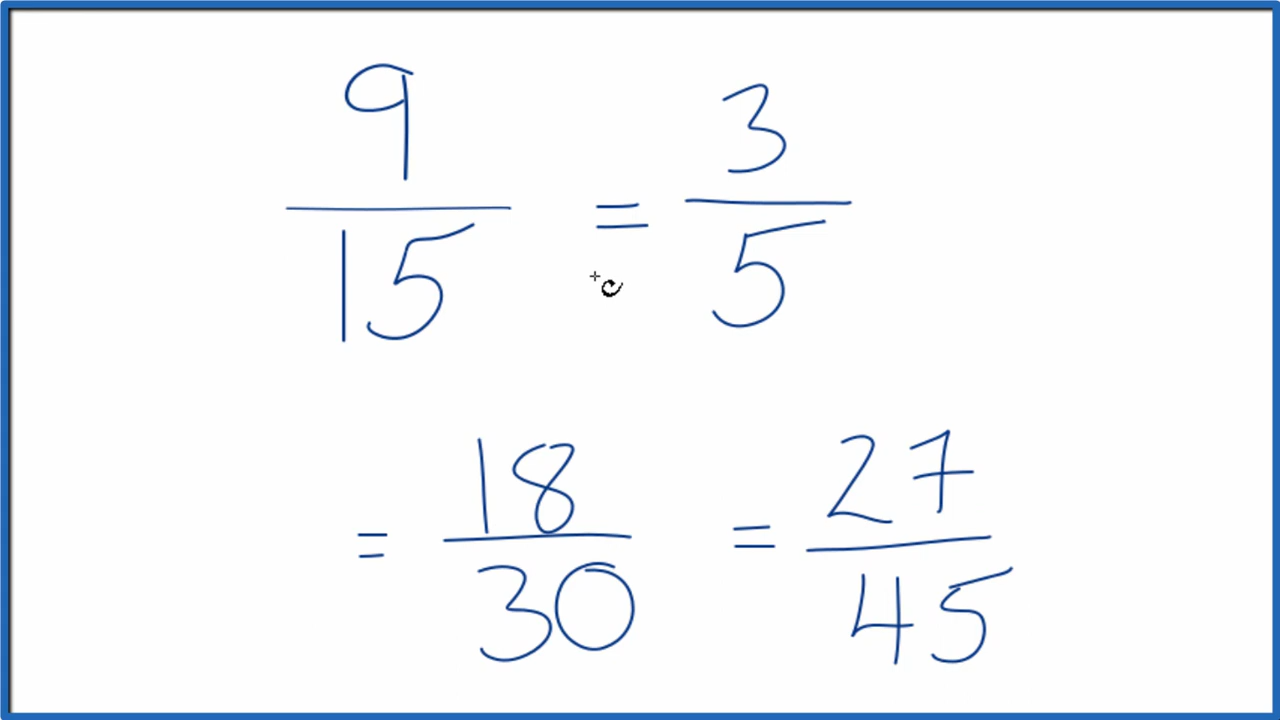 9/15 = 3/5
= 18/30 = 27/45